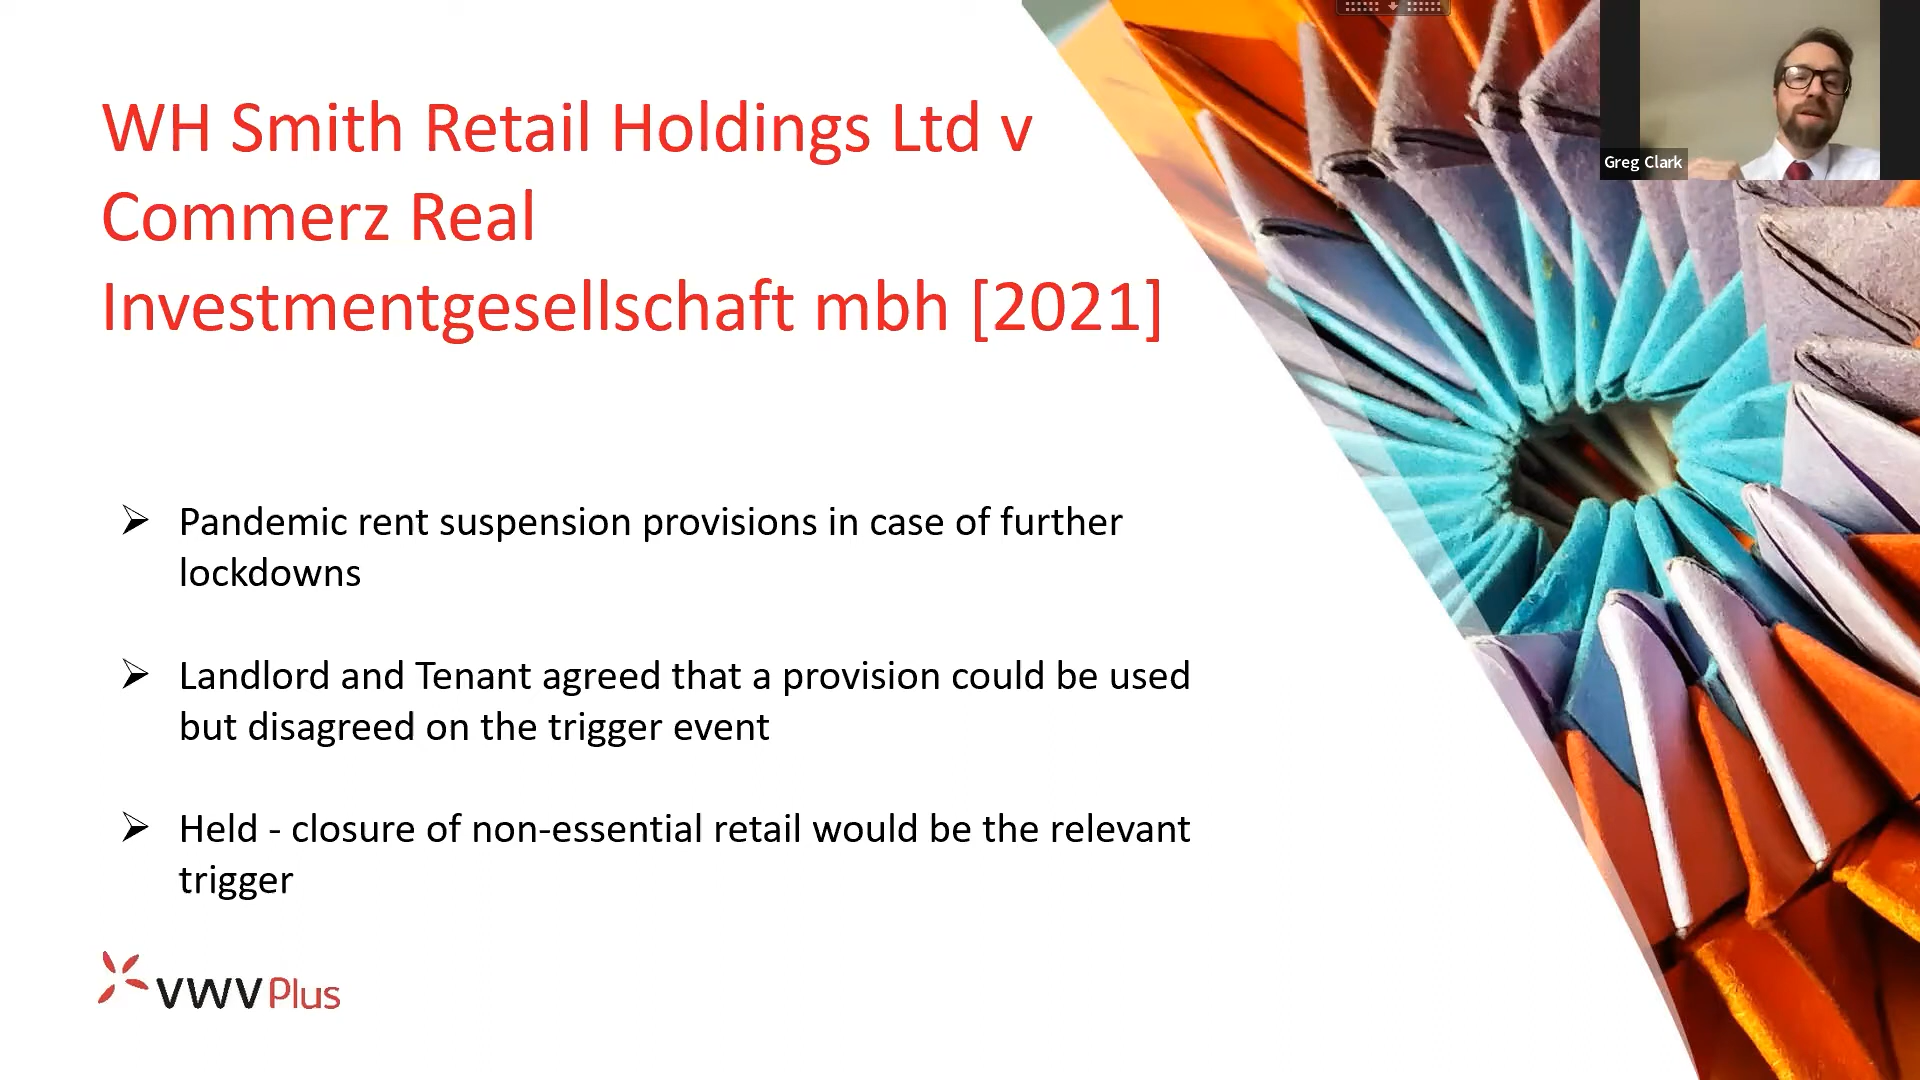 WH Smith Retail Holdings Ltd v
Commerz Real
Investmentgesellschaft mbh [2021]
Greg Clark
➢ Pandemic rent suspension provisions in case of further
lockdowns
➢ Landlord and Tenant agreed that a provision could be used
but disagreed on the trigger event
➢ Held - closure of non-essential retail would be the relevant
trigger
VWV Plus